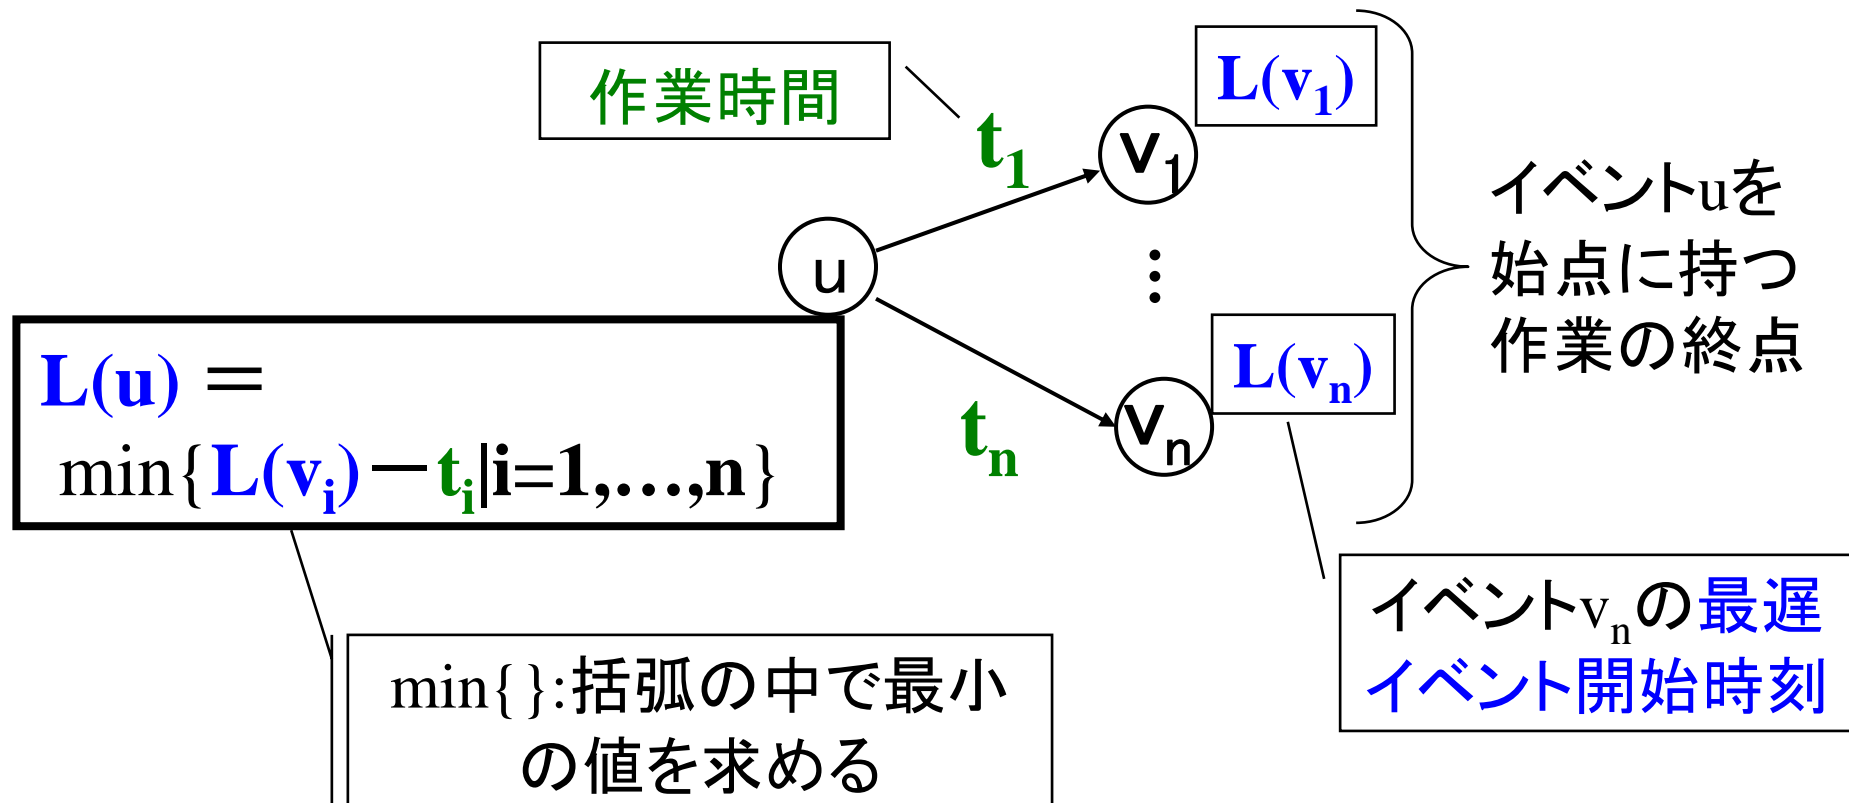 作業時間
t1
v1
L(v1)
イベントuを
始点に持つ
作業の終点
u
⋮
L(u) =
min{L(vi)－ti|i=1,…,n}
tn
vn
L(vn)
イベントvnの最遅
イベント開始時刻
min{ }:括弧の中で最小
の値を求める